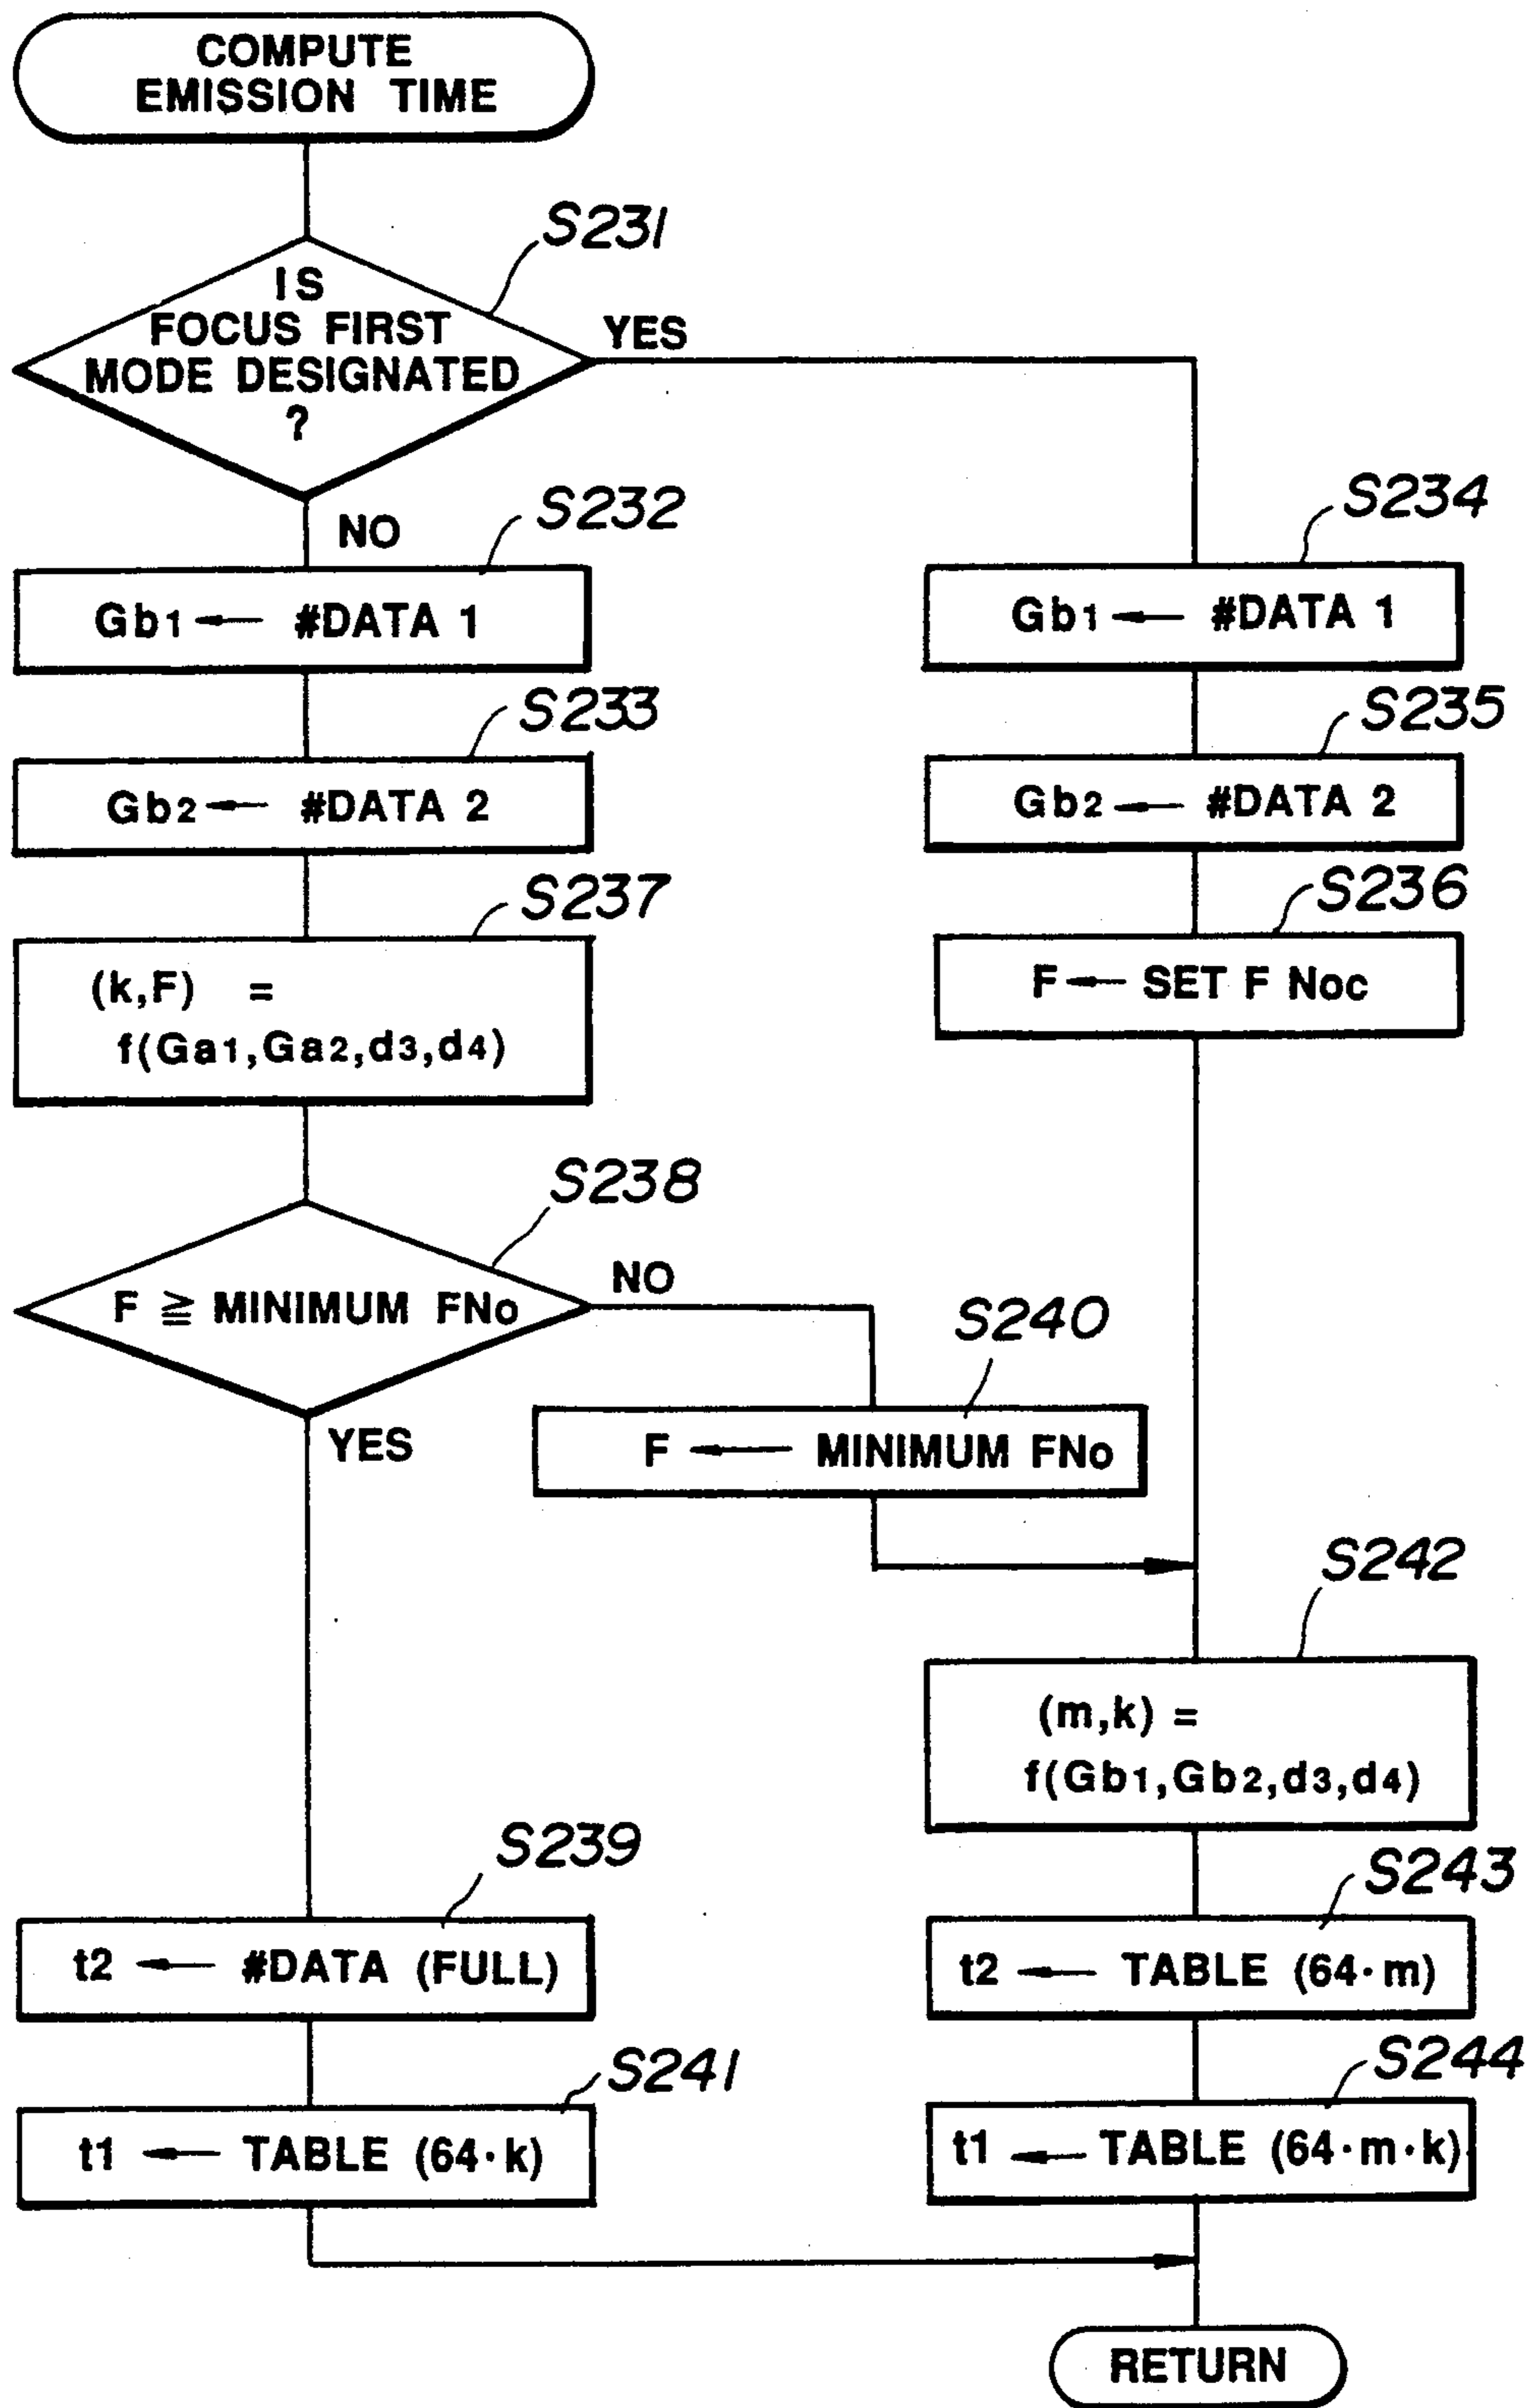 COMPUTE
EMISSION TIME
S231
IS
FOCUS FIRST
MODE DESIGNATED
?
YES
NO
S232
Gb1 ← #DATA 1
S233
Gb2 ← #DATA 2
S237
(k,F) =
f(Ga1,Ga2,d3,d4)
S238
F ≧ MINIMUM FNo
NO
YES
S240
F ← MINIMUM FNo
S239
t2 ← #DATA (FULL)
S241
t1 ← TABLE (64·k)
S234
Gb1 ← #DATA 1
S235
Gb2 ← #DATA 2
S236
F ← SET F Noc
S242
(m,k) =
f(Gb1,Gb2,d3,d4)
S243
t2 ← TABLE (64·m)
S244
t1 ← TABLE (64·m·k)
RETURN